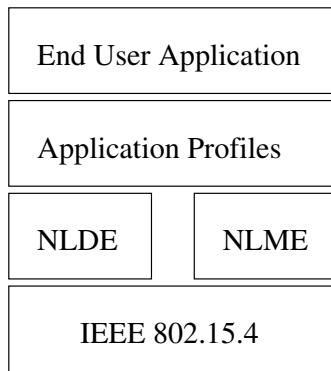 End User Application
Application Profiles
NLDE NLME
IEEE 802.15.4